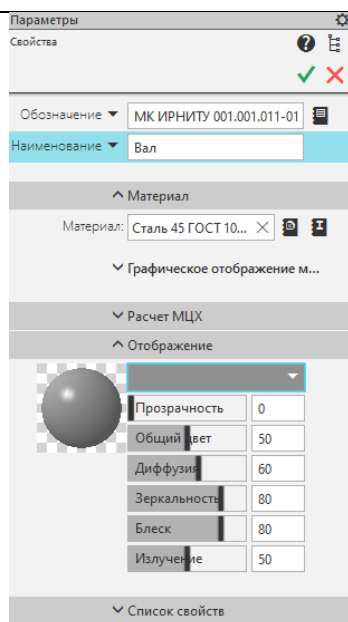 Параметры
Свойства
Обозначение МК ИРНИТУ 001.001.011-01
Наименование Вал
Материал
Материал: Сталь 45 ГОСТ 10...
Графическое отображение м...
Расчет МЦХ
Отображение
Прозрачность 0
Общий цвет 50
Диффузия 60
Зеркальность 80
Блеск 80
Излучение 50
Список свойств